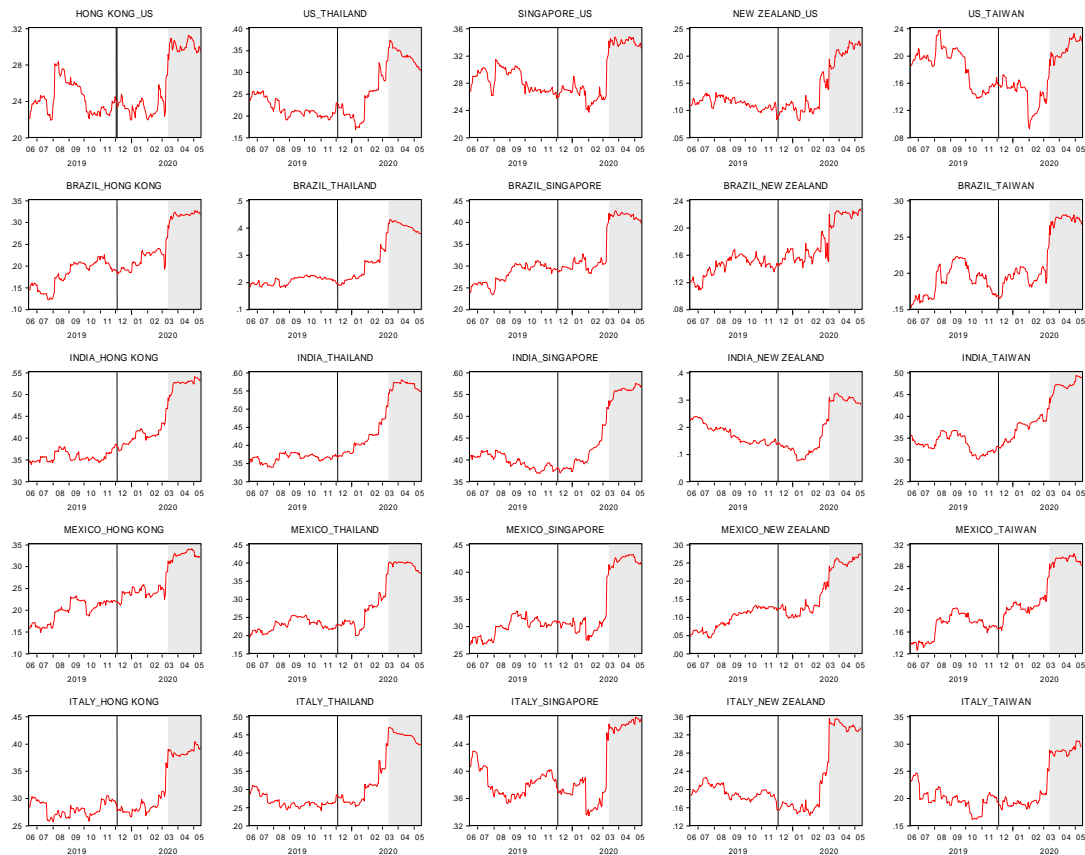 HONG KONG_US US_THAILAND SINGAPORE_US NEW ZEALAND_US US_TAIWAN
.32 .40 .36 .25 .24
.28 .35 .32 .20 .20
.30 .15 .16
.24 .25 .28 .10 .12
.20
.20 .15 .20 .05 .08
06 07 08 09 10 11 12 01 02 03 04 05 06 07 08 09 10 11 12 01 02 03 04 05 06 07 08 09 10 11 12 01 02 03 04 05 06 07 08 09 10 11 12 01 02 03 04 05 06 07 08 09 10 11 12 01 02 03 04 05
2019 2020 2019 2020 2019 2020 2019 2020 2019 2020
BRAZIL_HONG KONG BRAZIL_THAILAND BRAZIL_SINGAPORE BRAZIL_NEW ZEALAND BRAZIL_TAIWAN
.35 .5 .45 .24 .30
.30 .4 .40 .20 .25
.25 .35
.20 .3 .30 .16 .20
.15 .2 .25 .12
.10 .1 .20 .08 .15
06 07 08 09 10 11 12 01 02 03 04 05 06 07 08 09 10 11 12 01 02 03 04 05 06 07 08 09 10 11 12 01 02 03 04 05 06 07 08 09 10 11 12 01 02 03 04 05 06 07 08 09 10 11 12 01 02 03 04 05
2019 2020 2019 2020 2019 2020 2019 2020 2019 2020
INDIA_HONG KONG INDIA_THAILAND INDIA_SINGAPORE INDIA_NEW ZEALAND INDIA_TAIWAN
.55 .60 .60 .4 .50
.50 .55 .55 .3 .45
.45 .50 .50
.40 .45 .45 .2 .40
.35 .40 .40 .1 .35
.35
.30 .30 .35 .0 .30 .25
06 07 08 09 10 11 12 01 02 03 04 05 06 07 08 09 10 11 12 01 02 03 04 05 06 07 08 09 10 11 12 01 02 03 04 05 06 07 08 09 10 11 12 01 02 03 04 05 06 07 08 09 10 11 12 01 02 03 04 05
2019 2020 2019 2020 2019 2020 2019 2020 2019 2020
MEXICO_HONG KONG MEXICO_THAILAND MEXICO_SINGAPORE MEXICO_NEW ZEALAND MEXICO_TAIWAN
.35 .45 .45 .30 .32
.30 .40 .40 .25 .28
.25 .35 .35 .20 .24
.20 .30 .30 .15 .20
.15 .25 .10 .16
.20 .05
.10 .15 .25 .00 .12
06 07 08 09 10 11 12 01 02 03 04 05 06 07 08 09 10 11 12 01 02 03 04 05 06 07 08 09 10 11 12 01 02 03 04 05 06 07 08 09 10 11 12 01 02 03 04 05 06 07 08 09 10 11 12 01 02 03 04 05
2019 2020 2019 2020 2019 2020 2019 2020 2019 2020
ITALY_HONG KONG ITALY_THAILAND ITALY_SINGAPORE ITALY_NEW ZEALAND ITALY_TAIWAN
.45 .50 .48 .36 .35
.40 .45 .44 .32 .30
.40 .28
.35 .35 .40 .24 .25
.30 .30 .36 .20 .20
.25 .16
.25 .20 .32 .12 .15
06 07 08 09 10 11 12 01 02 03 04 05 06 07 08 09 10 11 12 01 02 03 04 05 06 07 08 09 10 11 12 01 02 03 04 05 06 07 08 09 10 11 12 01 02 03 04 05 06 07 08 09 10 11 12 01 02 03 04 05
2019 2020 2019 2020 2019 2020 2019 2020 2019 2020